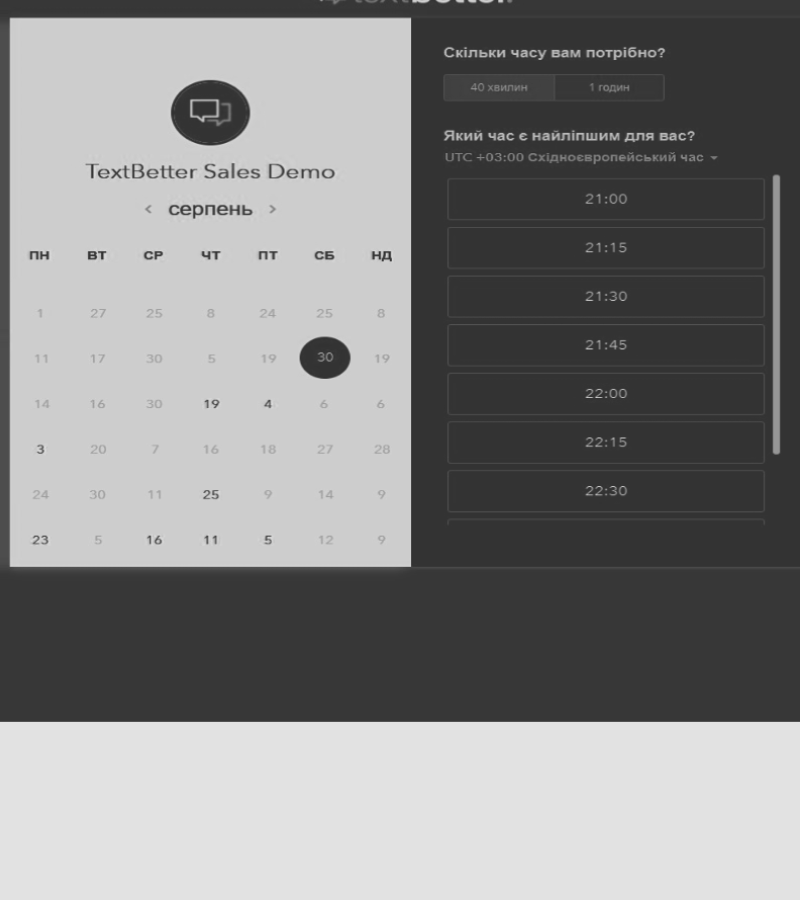 textbetter.
TextBetter Sales Demo
< серпень >
ПН ВТ СР ЧТ ПТ СБ НД
1 27 25 8 24 25 8
11 17 30 5 19 30 19
14 16 30 19 4 6 6
3 20 7 16 18 27 28
24 30 11 25 9 14 9
23 5 16 11 5 12 9
Скільки часу вам потрібно?
40 хвилин 1 годин
Який час є найліпшим для вас?
UTC +03:00 Східноєвропейський час
21:00
21:15
21:30
21:45
22:00
22:15
22:30